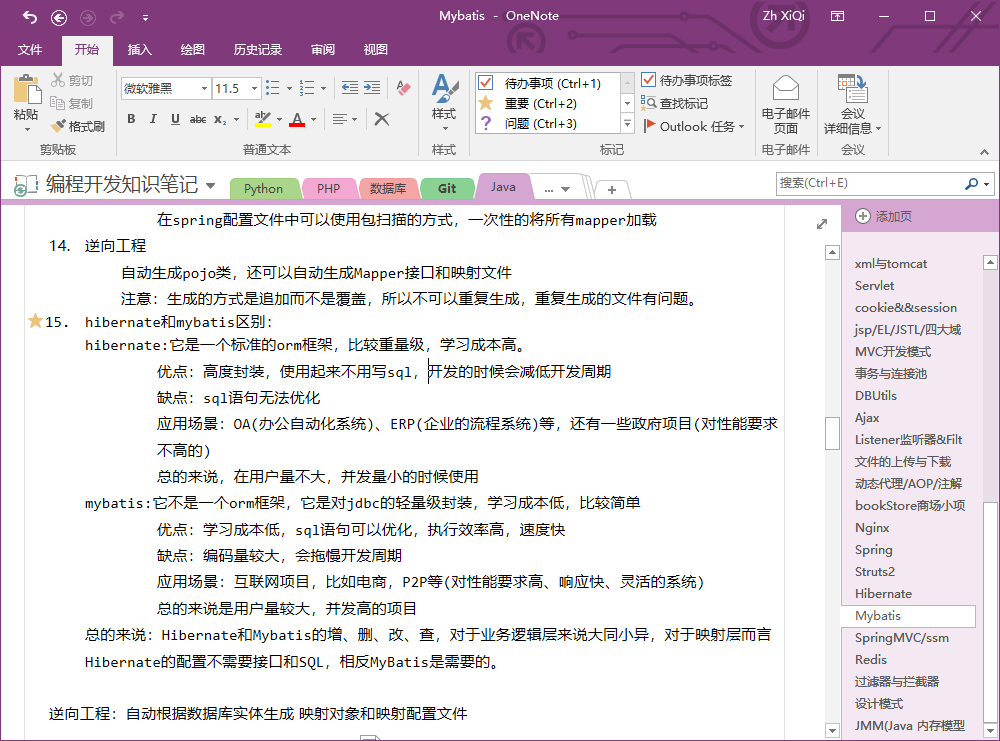 Mybatis - OneNote
Zh XiQi
文件 开始 插入 绘图 历史记录 审阅 视图
粘贴
剪切
复制
格式刷
剪贴板
微软雅黑 11.5
B I U abc x₂ ab A
普通文本
A
样式
样式
待办事项 (Ctrl+1)
重要 (Ctrl+2)
? 问题 (Ctrl+3)
待办事项标签
查找标记
Outlook 任务
标记
电子邮件
页面
电子邮件
会议
详细信息
会议
编程开发知识笔记
Python PHP 数据库 Git Java ... +
搜索(Ctrl+E)
在spring配置文件中可以使用包扫描的方式，一次性的将所有mapper加载
14. 逆向工程
自动生成pojo类，还可以自动生成Mapper接口和映射文件
注意：生成的方式是追加而不是覆盖，所以不可以重复生成，重复生成的文件有问题。
15. hibernate和mybatis区别：
hibernate:它是一个标准的orm框架，比较重量级，学习成本高。
优点：高度封装，使用起来不用写sql，开发的时候会减低开发周期
缺点：sql语句无法优化
应用场景：OA(办公自动化系统)、ERP(企业的流程系统)等，还有一些政府项目(对性能要求
不高的)
总的来说，在用户量不大，并发量小的时候使用
mybatis:它不是一个orm框架，它是对jdbc的轻量级封装，学习成本低，比较简单
优点：学习成本低，sql语句可以优化，执行效率高，速度快
缺点：编码量较大，会拖慢开发周期
应用场景：互联网项目，比如电商，P2P等(对性能要求高、响应快、灵活的系统)
总的来说是用户量较大，并发高的项目
总的来说：Hibernate和Mybatis的增、删、改、查，对于业务逻辑层来说大同小异，对于映射层而言
Hibernate的配置不需要接口和SQL，相反MyBatis是需要的。
逆向工程：自动根据数据库实体生成 映射对象和映射配置文件
添加页
xml与tomcat
Servlet
cookie&&session
jsp/EL/JSTL/四大域
MVC开发模式
事务与连接池
DBUtils
Ajax
Listener监听器&Filt
文件的上传与下载
动态代理/AOP/注解
bookStore商场小项
Nginx
Spring
Struts2
Hibernate
Mybatis
SpringMVC/ssm
Redis
过滤器与拦截器
设计模式
JMM(Java 内存模型